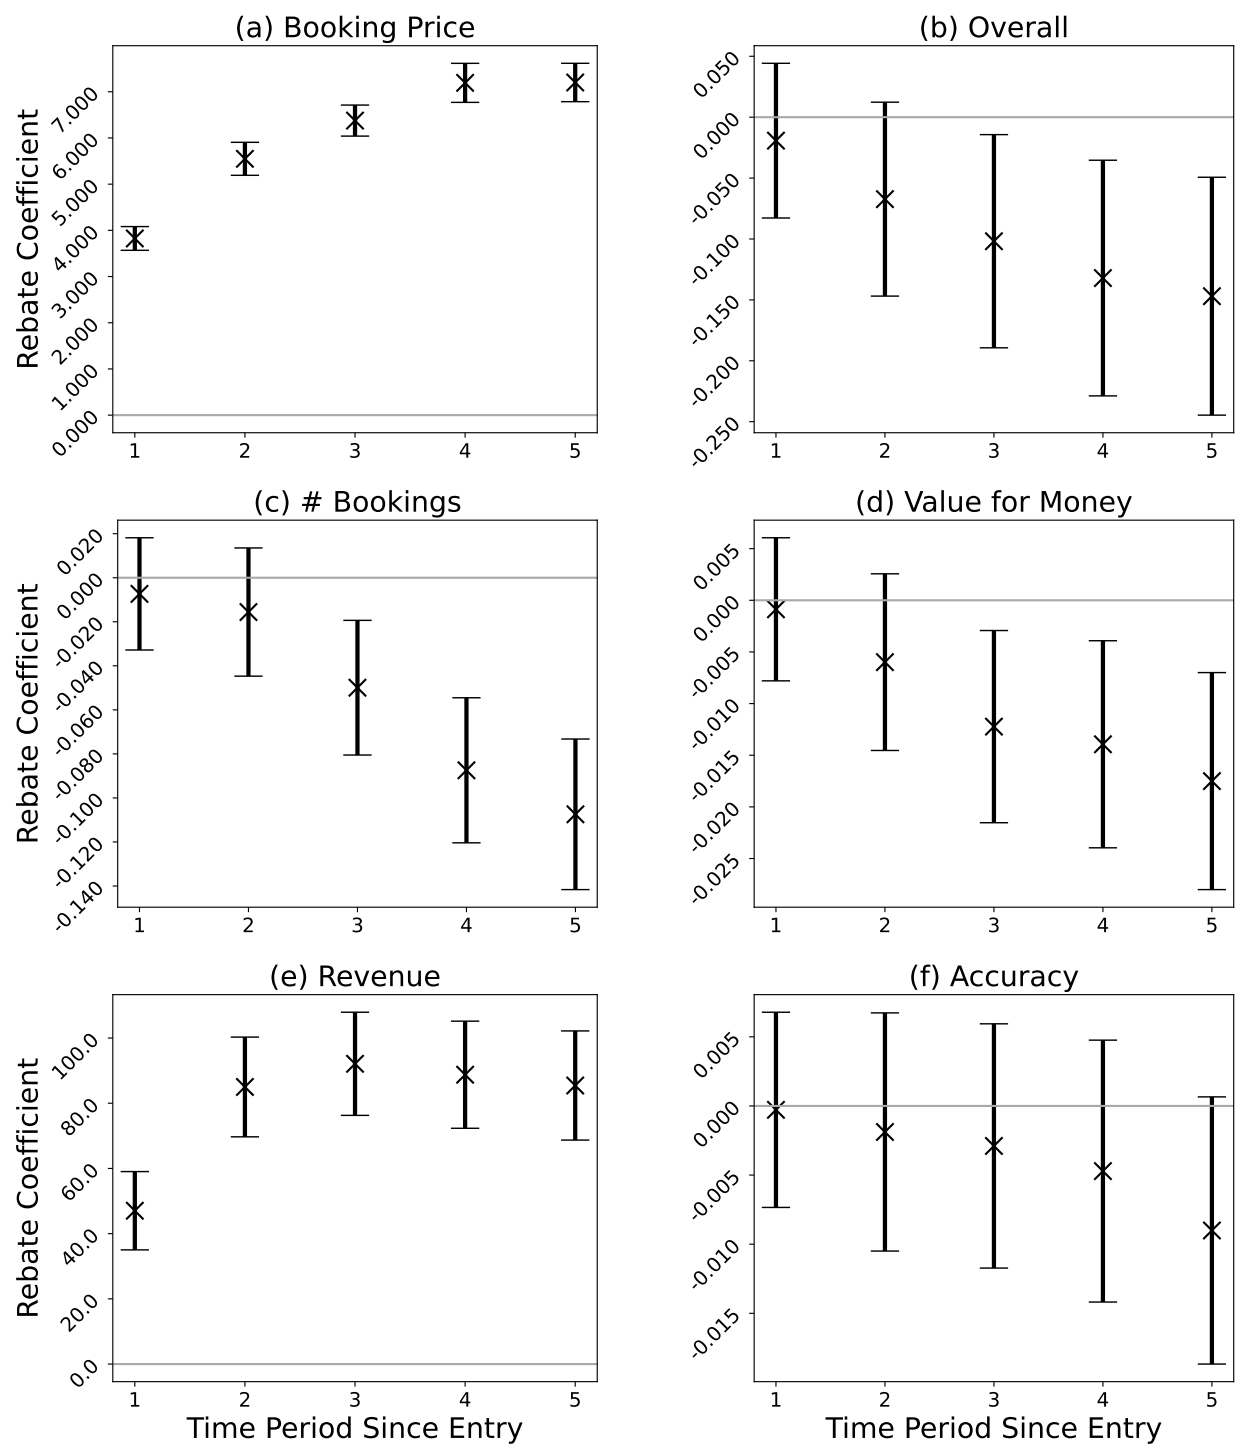 (a) Booking Price
Rebate Coefficient
7.000
6.000
5.000
4.000
3.000
2.000
1.000
0.000
1 2 3 4 5
(b) Overall
0.050
0.000
-0.050
-0.100
-0.150
-0.200
-0.250
1 2 3 4 5
(c) # Bookings
Rebate Coefficient
0.020
0.000
-0.020
-0.040
-0.060
-0.080
-0.100
-0.120
-0.140
1 2 3 4 5
(d) Value for Money
0.005
0.000
-0.005
-0.010
-0.015
-0.020
-0.025
1 2 3 4 5
(e) Revenue
Rebate Coefficient
100.0
80.0
60.0
40.0
20.0
0.0
1 2 3 4 5
Time Period Since Entry
(f) Accuracy
0.005
0.000
-0.005
-0.010
-0.015
1 2 3 4 5
Time Period Since Entry